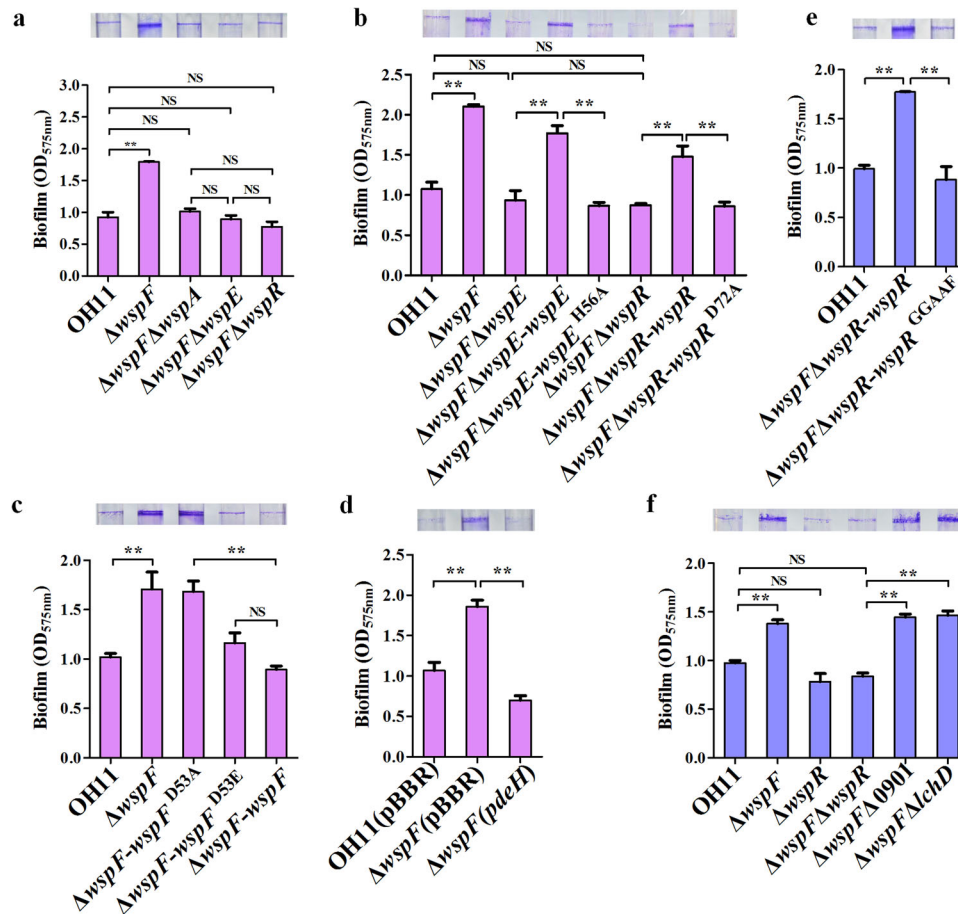 a
NS
NS
NS
NS
**
NS
NS
Biofilm (OD575nm)
3.0
2.5
2.0
1.5
1.0
0.5
0.0
OH11
ΔwspF
ΔwspFΔwspA
ΔwspFΔwspE
ΔwspFΔwspR
b
NS
NS
NS
**
**
**
**
**
Biofilm (OD575nm)
2.5
2.0
1.5
1.0
0.5
0.0
OH11
ΔwspF
ΔwspFΔwspE
ΔwspFΔwspE-wspE
ΔwspFΔwspE-wspE H56A
ΔwspFΔwspR
ΔwspFΔwspR-wspR
ΔwspFΔwspR-wspR D72A
e
**
**
Biofilm (OD575nm)
2.0
1.5
1.0
0.5
0.0
OH11
ΔwspFΔwspR-wspR
ΔwspFΔwspR-wspR GGAAF
c
**
**
NS
Biofilm (OD575nm)
2.0
1.5
1.0
0.5
0.0
OH11
ΔwspF
ΔwspF-wspF D53A
ΔwspF-wspF D53E
ΔwspF-wspF
d
**
**
Biofilm (OD575nm)
2.5
2.0
1.5
1.0
0.5
0.0
OH11(pBBR)
ΔwspF(pBBR)
ΔwspF(pdeH)
f
NS
NS
**
**
**
Biofilm (OD575nm)
2.0
1.5
1.0
0.5
0.0
OH11
ΔwspF
ΔwspR
ΔwspFΔwspR
ΔwspFΔ0901
ΔwspFΔlchD